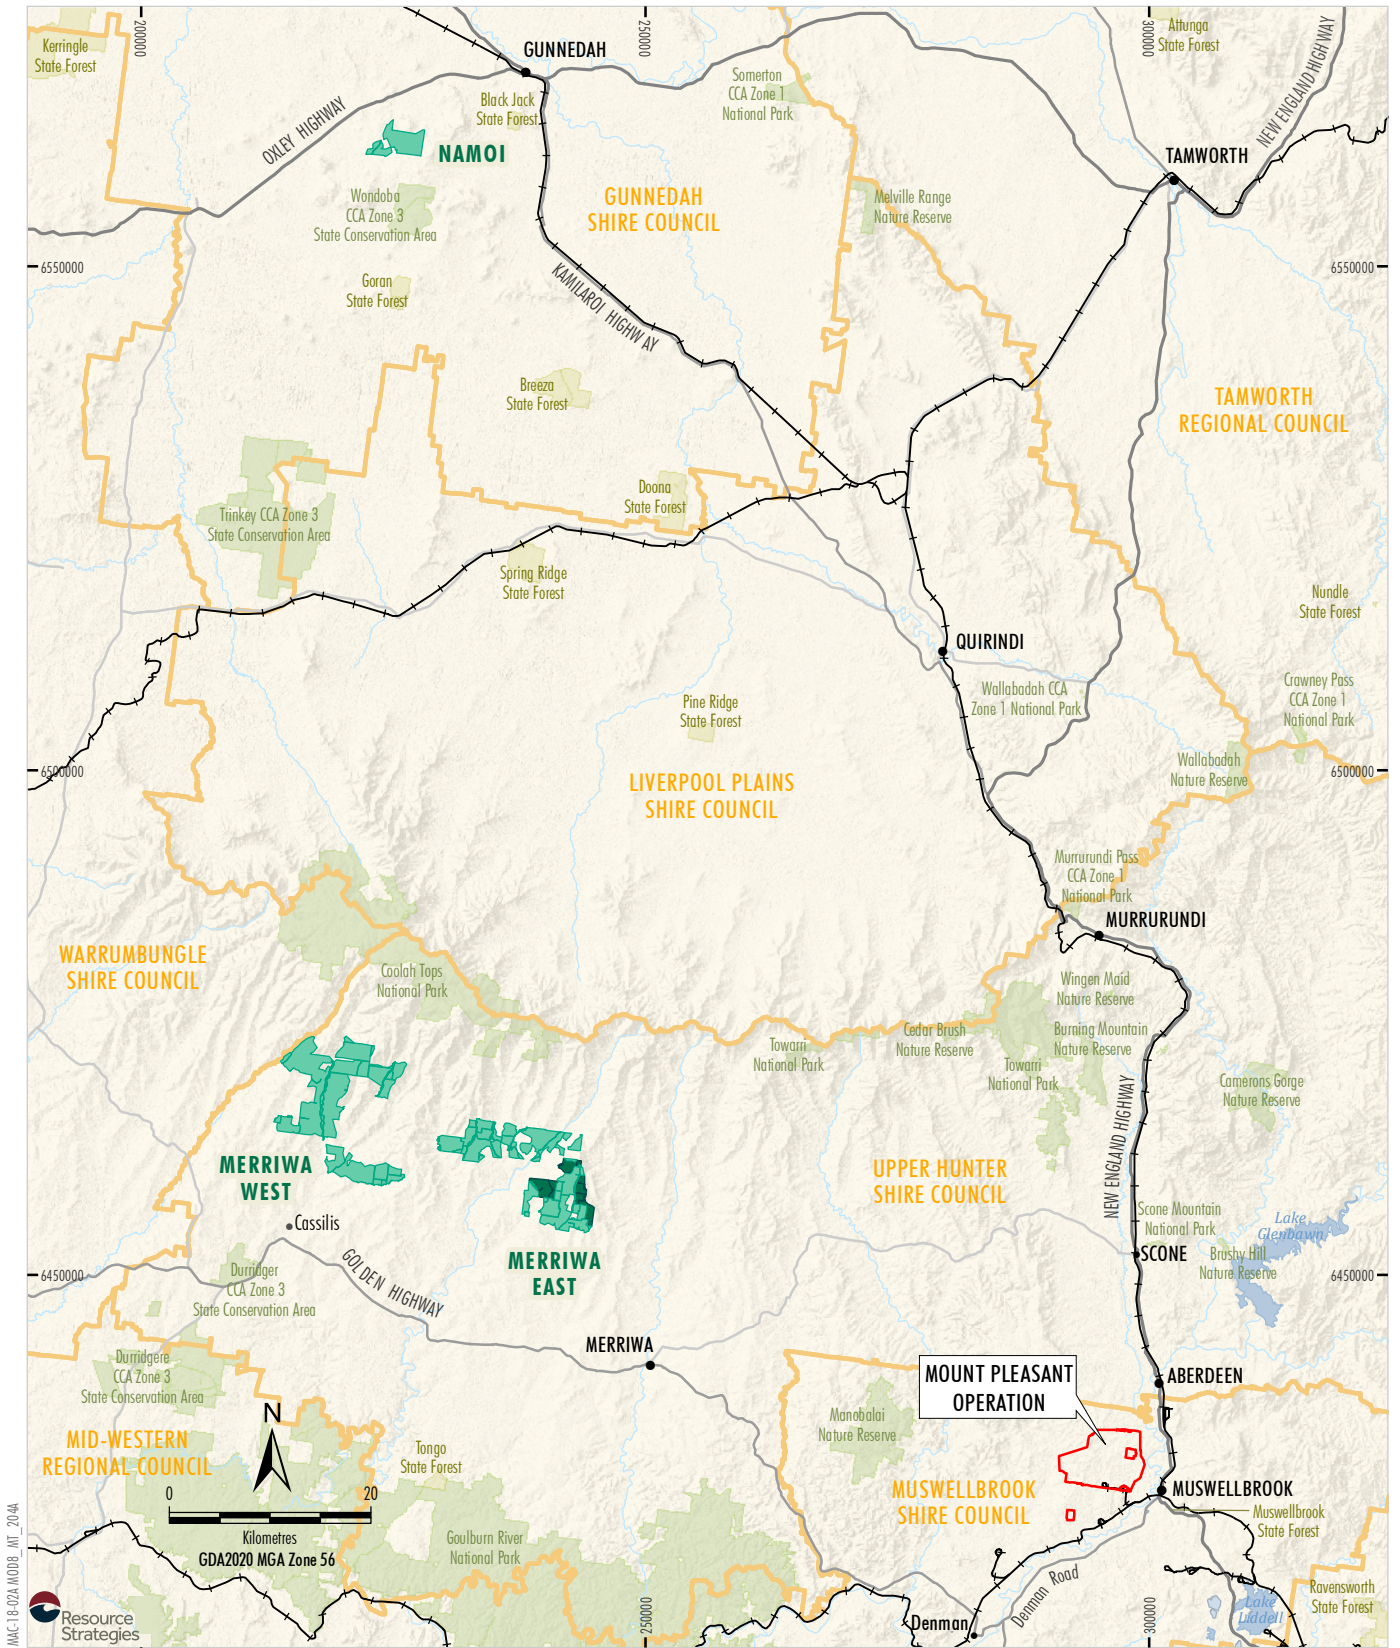 200000
250000
300000
Kerringle
State Forest
GUNNEDAH
Attunga
State Forest
NEW ENGLAND HIGHWAY
Somerton
CCA Zone 1
National Park
Black Jack
State Forest
OXLEY HIGHWAY
NAMOI
TAMWORTH
Wondoba
CCA Zone 3
State Conservation Area
GUNNEDAH
SHIRE COUNCIL
Melville Range
Nature Reserve
6550000
6550000
Goran
State Forest
KAMILAROI HIGHWAY
Breeza
State Forest
TAMWORTH
REGIONAL COUNCIL
Doona
State Forest
Trinkey CCA Zone 3
State Conservation Area
Spring Ridge
State Forest
Nundle
State Forest
QUIRINDI
Wallabadah CCA
Zone 1 National Park
Crawney Pass
CCA Zone 1
National Park
Pine Ridge
State Forest
Wallabadah
Nature Reserve
6500000
6500000
LIVERPOOL PLAINS
SHIRE COUNCIL
Murrurundi Pass
CCA Zone 1
National Park
MURRURUNDI
WARRUMBUNGLE
SHIRE COUNCIL
Coolah Tops
National Park
Wingen Maid
Nature Reserve
Cedar Brush
Nature Reserve
Burning Mountain
Nature Reserve
Towarri
National Park
Towarri
National Park
Camerons Gorge
Nature Reserve
NEW ENGLAND HIGHWAY
MERRIWA
WEST
UPPER HUNTER
SHIRE COUNCIL
Cassilis
Scone Mountain
National Park
Lake
Glenbawn
MERRIWA
EAST
SCONE
Brushy Hill
Nature Reserve
GOLDEN HIGHWAY
Durridger
CCA Zone 3
State Conservation Area
6450000
6450000
MERRIWA
Durridgere
CCA Zone 3
State Conservation Area
MOUNT PLEASANT
OPERATION
ABERDEEN
N
Manobalai
Nature Reserve
MID-WESTERN
REGIONAL COUNCIL
Tongo
State Forest
MUSWELLBROOK
SHIRE COUNCIL
MUSWELLBROOK
0
20
Kilometres
GDA2020 MGA Zone 56
Goulburn River
National Park
Muswellbrook
State Forest
Denman Road
Denman
Lake
Liddell
Ravensworth
State Forest
250000
300000
Resource
Strategies
MAC-18-02A MOD8_MT_204A